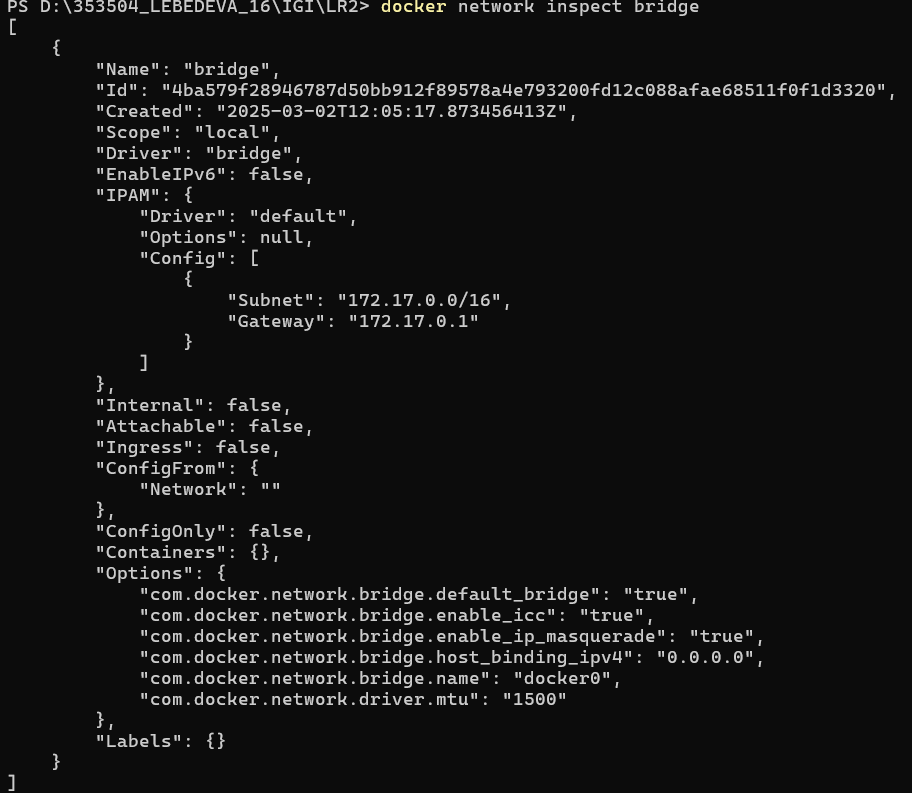 PS D:\353504_LEBEDEVA_16\IGI\LR2> docker network inspect bridge
[
    {
        "Name": "bridge",
        "Id": "4ba579f28946787d50bb912f89578a4e793200fd12c088afae68511f0f1d3320",
        "Created": "2025-03-02T12:05:17.873456413Z",
        "Scope": "local",
        "Driver": "bridge",
        "EnableIPv6": false,
        "IPAM": {
            "Driver": "default",
            "Options": null,
            "Config": [
                {
                    "Subnet": "172.17.0.0/16",
                    "Gateway": "172.17.0.1"
                }
            ]
        },
        "Internal": false,
        "Attachable": false,
        "Ingress": false,
        "ConfigFrom": {
            "Network": ""
        },
        "ConfigOnly": false,
        "Containers": {},
        "Options": {
            "com.docker.network.bridge.default_bridge": "true",
            "com.docker.network.bridge.enable_icc": "true",
            "com.docker.network.bridge.enable_ip_masquerade": "true",
            "com.docker.network.bridge.host_binding_ipv4": "0.0.0.0",
            "com.docker.network.bridge.name": "docker0",
            "com.docker.network.driver.mtu": "1500"
        },
        "Labels": {}
    }
]